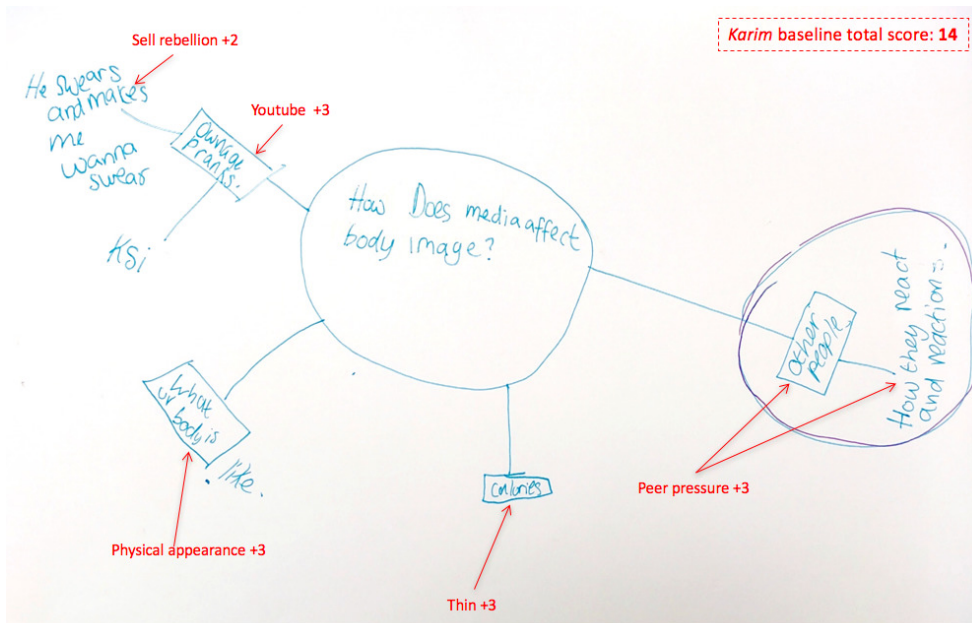 Karim baseline total score: 14
Sell rebellion +2
He swears
and makes
me
wanna
swear
Youtube +3
Ownage
pranks.
KSi
How Does media affect
body image?
other
people,
How they react
and reaction
Peer pressure +3
What
ur body is
like.
Physical appearance +3
calories
Thin +3